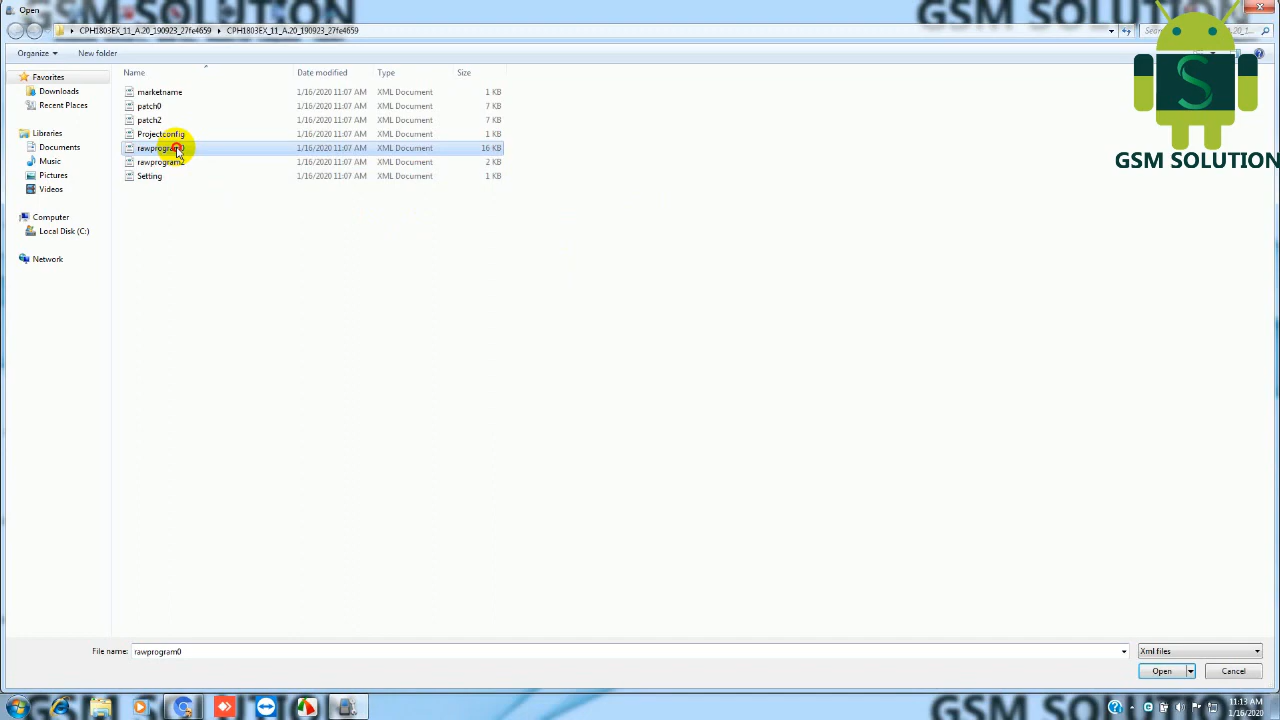 Open
CPH1803EX_11_A.20_190923_27fe4659 CPH1803EX_11_A.20_190923_27fe4659
Organize New folder
Favorites
Downloads
Recent Places
Libraries
Documents
Music
Pictures
Videos
Computer
Local Disk (C:)
Network
Name Date modified Type Size
marketname 1/16/2020 11:07 AM XML Document 1 KB
patch0 1/16/2020 11:07 AM XML Document 7 KB
patch2 1/16/2020 11:07 AM XML Document 7 KB
Projectconfig 1/16/2020 11:07 AM XML Document 1 KB
rawprogram0 1/16/2020 11:07 AM XML Document 16 KB
rawprogram2 1/16/2020 11:07 AM XML Document 2 KB
Setting 1/16/2020 11:07 AM XML Document 1 KB
S
GSM SOLUTION
File name: rawprogram0 Xml files
Open Cancel
GSM SOLUTION
11:13 AM
1/16/2020